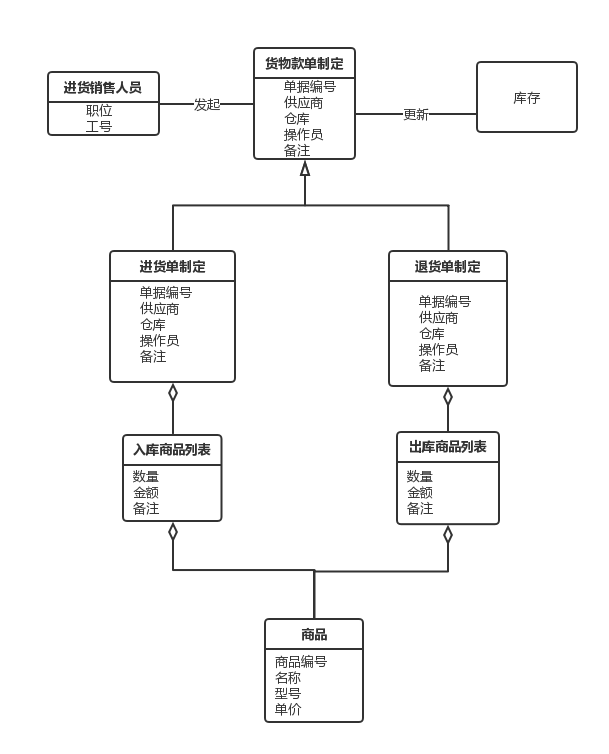 进货销售人员
职位
工号
发起
货物款单制定
单据编号
供应商
仓库
操作员
备注
更新
库存
进货单制定
单据编号
供应商
仓库
操作员
备注
退货单制定
单据编号
供应商
仓库
操作员
备注
入库商品列表
数量
金额
备注
出库商品列表
数量
金额
备注
商品
商品编号
名称
型号
单价